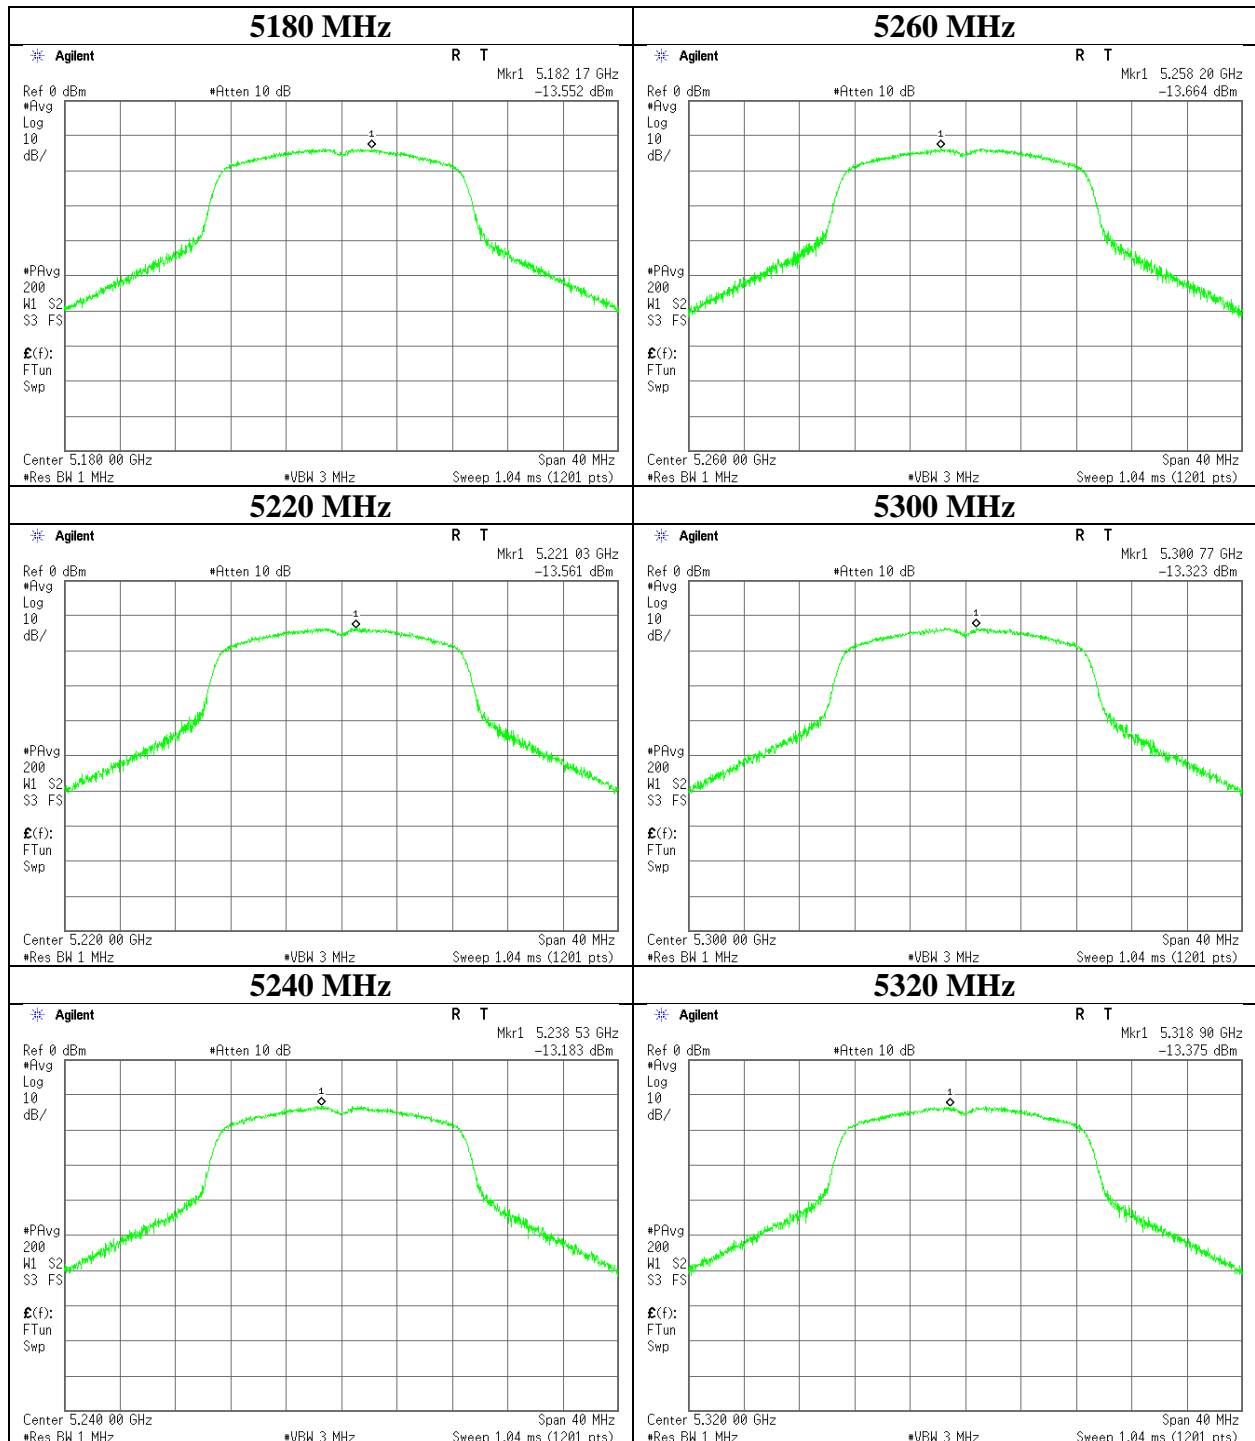 5180 MHz
Agilent R T
Mkr1 5.182 17 GHz
Ref 0 dBm #Atten 10 dB -13.552 dBm
#Avg
Log
10
dB/
1
#PAvg
200
W1 S2
S3 FS
£(f):
FTun
Swp
Center 5.180 00 GHz Span 40 MHz
#Res BW 1 MHz #VBW 3 MHz Sweep 1.04 ms (1201 pts)
5260 MHz
Agilent R T
Mkr1 5.258 20 GHz
Ref 0 dBm #Atten 10 dB -13.664 dBm
#Avg
Log
10
dB/
1
#PAvg
200
W1 S2
S3 FS
£(f):
FTun
Swp
Center 5.260 00 GHz Span 40 MHz
#Res BW 1 MHz #VBW 3 MHz Sweep 1.04 ms (1201 pts)
5220 MHz
Agilent R T
Mkr1 5.221 03 GHz
Ref 0 dBm #Atten 10 dB -13.561 dBm
#Avg
Log
10
dB/
1
#PAvg
200
W1 S2
S3 FS
£(f):
FTun
Swp
Center 5.220 00 GHz Span 40 MHz
#Res BW 1 MHz #VBW 3 MHz Sweep 1.04 ms (1201 pts)
5300 MHz
Agilent R T
Mkr1 5.300 77 GHz
Ref 0 dBm #Atten 10 dB -13.323 dBm
#Avg
Log
10
dB/
1
#PAvg
200
W1 S2
S3 FS
£(f):
FTun
Swp
Center 5.300 00 GHz Span 40 MHz
#Res BW 1 MHz #VBW 3 MHz Sweep 1.04 ms (1201 pts)
5240 MHz
Agilent R T
Mkr1 5.238 53 GHz
Ref 0 dBm #Atten 10 dB -13.183 dBm
#Avg
Log
10
dB/
1
#PAvg
200
W1 S2
S3 FS
£(f):
FTun
Swp
Center 5.240 00 GHz Span 40 MHz
#Res BW 1 MHz #VBW 3 MHz Sweep 1.04 ms (1201 pts)
5320 MHz
Agilent R T
Mkr1 5.318 90 GHz
Ref 0 dBm #Atten 10 dB -13.375 dBm
#Avg
Log
10
dB/
1
#PAvg
200
W1 S2
S3 FS
£(f):
FTun
Swp
Center 5.320 00 GHz Span 40 MHz
#Res BW 1 MHz #VBW 3 MHz Sweep 1.04 ms (1201 pts)